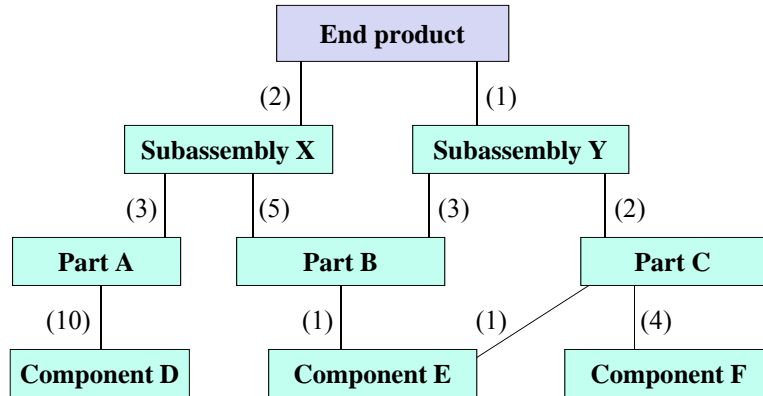 End product
(2)
(1)
Subassembly X
Subassembly Y
(3)
(5)
(3)
(2)
Part A
Part B
Part C
(10)
(1)
(1)
(4)
Component D
Component E
Component F